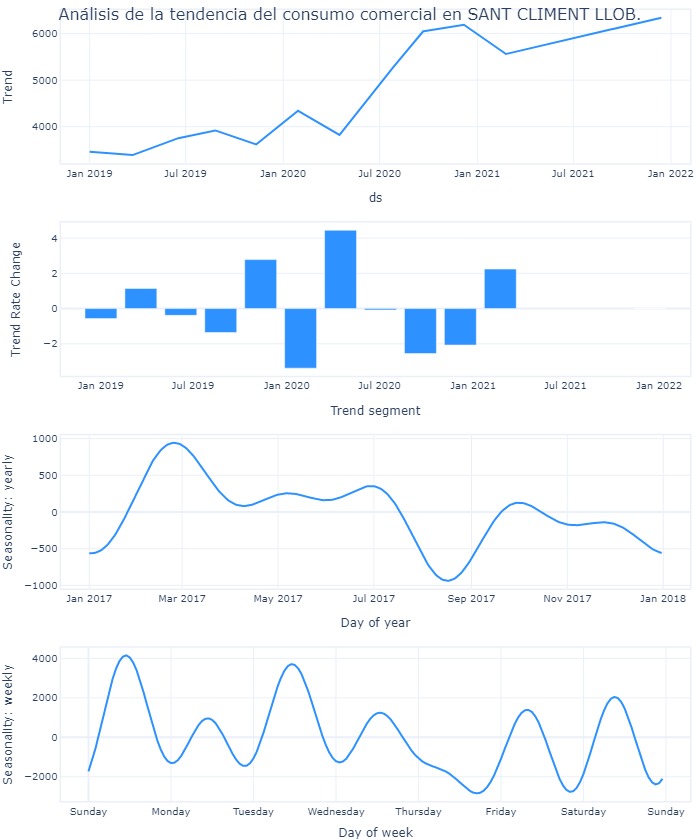 Análisis de la tendencia del consumo comercial en SANT CLIMENT LLOB.
6000
5000
4000
Trend
Jan 2019 Jul 2019 Jan 2020 Jul 2020 Jan 2021 Jul 2021 Jan 2022
ds
4
2
0
−2
Trend Rate Change
Jan 2019 Jul 2019 Jan 2020 Jul 2020 Jan 2021 Jul 2021 Jan 2022
Trend segment
1000
500
0
−500
−1000
Seasonality: yearly
Jan 2017 Mar 2017 May 2017 Jul 2017 Sep 2017 Nov 2017 Jan 2018
Day of year
4000
2000
0
−2000
Seasonality: weekly
Sunday Monday Tuesday Wednesday Thursday Friday Saturday Sunday
Day of week